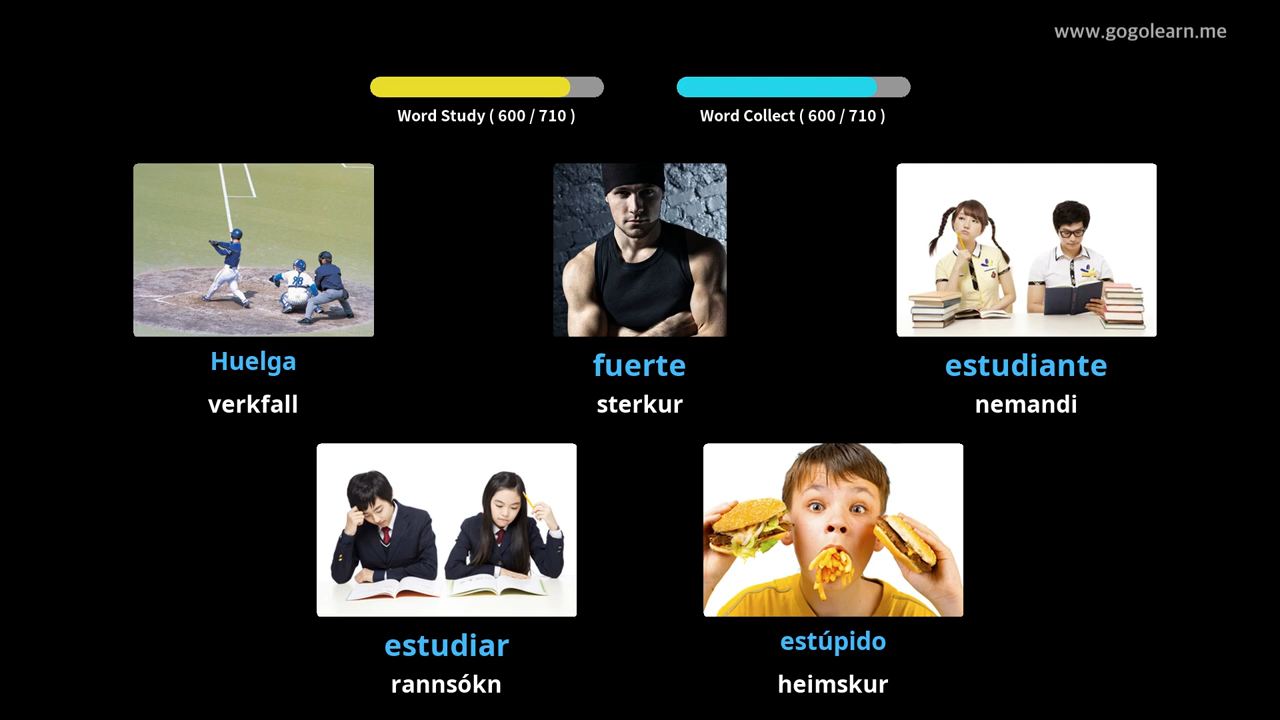 www.gogolearn.me
Word Study ( 600 / 710 )
Word Collect ( 600 / 710 )
Huelga
verkfall
fuerte
sterkur
estudiante
nemandi
estudiar
rannsókn
estúpido
heimskur